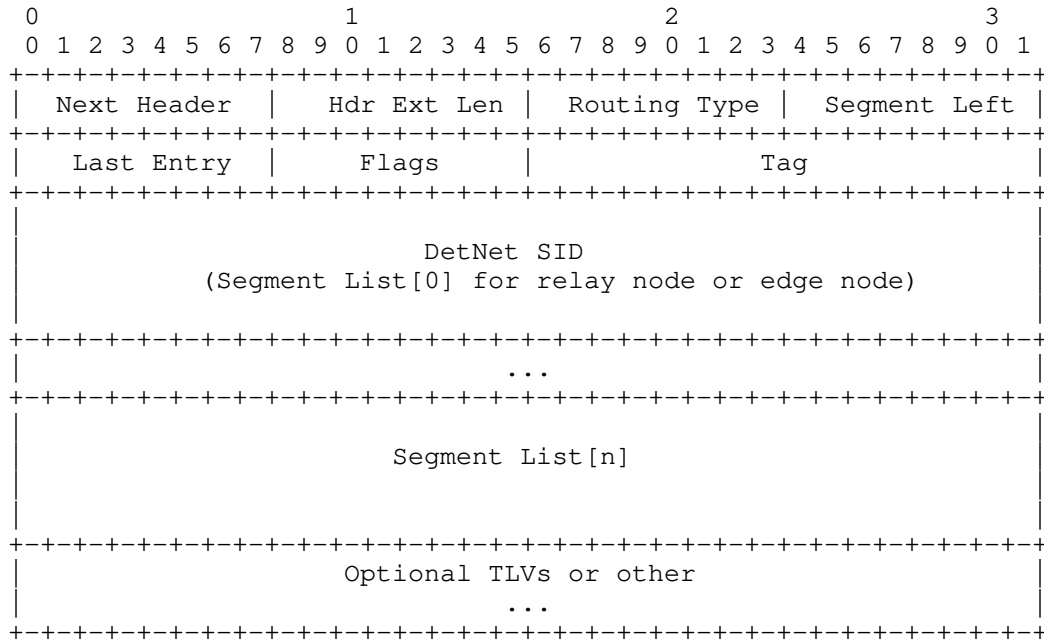 0                   1                   2                   3
0 1 2 3 4 5 6 7 8 9 0 1 2 3 4 5 6 7 8 9 0 1 2 3 4 5 6 7 8 9 0 1
+-+-+-+-+-+-+-+-+-+-+-+-+-+-+-+-+-+-+-+-+-+-+-+-+-+-+-+-+-+-+-+-+
|  Next Header  |   Hdr Ext Len |  Routing Type |  Segment Left |
+-+-+-+-+-+-+-+-+-+-+-+-+-+-+-+-+-+-+-+-+-+-+-+-+-+-+-+-+-+-+-+-+
|   Last Entry  |     Flags     |              Tag              |
+-+-+-+-+-+-+-+-+-+-+-+-+-+-+-+-+-+-+-+-+-+-+-+-+-+-+-+-+-+-+-+-+
|                                                               |
|                         DetNet SID                            |
|           (Segment List[0] for relay node or edge node)       |
|                                                               |
+-+-+-+-+-+-+-+-+-+-+-+-+-+-+-+-+-+-+-+-+-+-+-+-+-+-+-+-+-+-+-+-+
|                              ...                              |
+-+-+-+-+-+-+-+-+-+-+-+-+-+-+-+-+-+-+-+-+-+-+-+-+-+-+-+-+-+-+-+-+
|                                                               |
|                       Segment List[n]                         |
|                                                               |
|                                                               |
+-+-+-+-+-+-+-+-+-+-+-+-+-+-+-+-+-+-+-+-+-+-+-+-+-+-+-+-+-+-+-+-+
|                    Optional TLVs or other                     |
|                              ...                              |
+-+-+-+-+-+-+-+-+-+-+-+-+-+-+-+-+-+-+-+-+-+-+-+-+-+-+-+-+-+-+-+-+